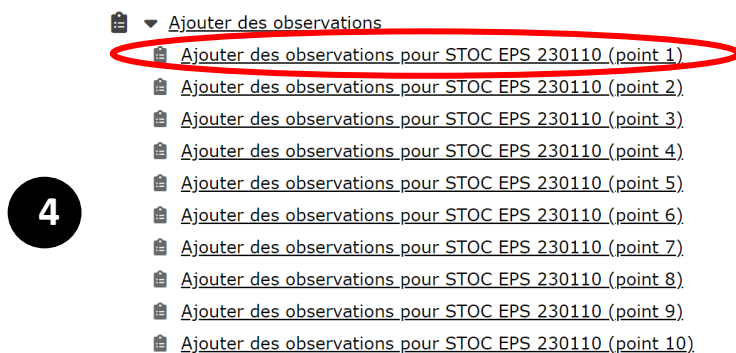 Ajouter des observations
Ajouter des observations pour STOC EPS 230110 (point 1)
Ajouter des observations pour STOC EPS 230110 (point 2)
Ajouter des observations pour STOC EPS 230110 (point 3)
Ajouter des observations pour STOC EPS 230110 (point 4)
Ajouter des observations pour STOC EPS 230110 (point 5)
4
Ajouter des observations pour STOC EPS 230110 (point 6)
Ajouter des observations pour STOC EPS 230110 (point 7)
Ajouter des observations pour STOC EPS 230110 (point 8)
Ajouter des observations pour STOC EPS 230110 (point 9)
Ajouter des observations pour STOC EPS 230110 (point 10)